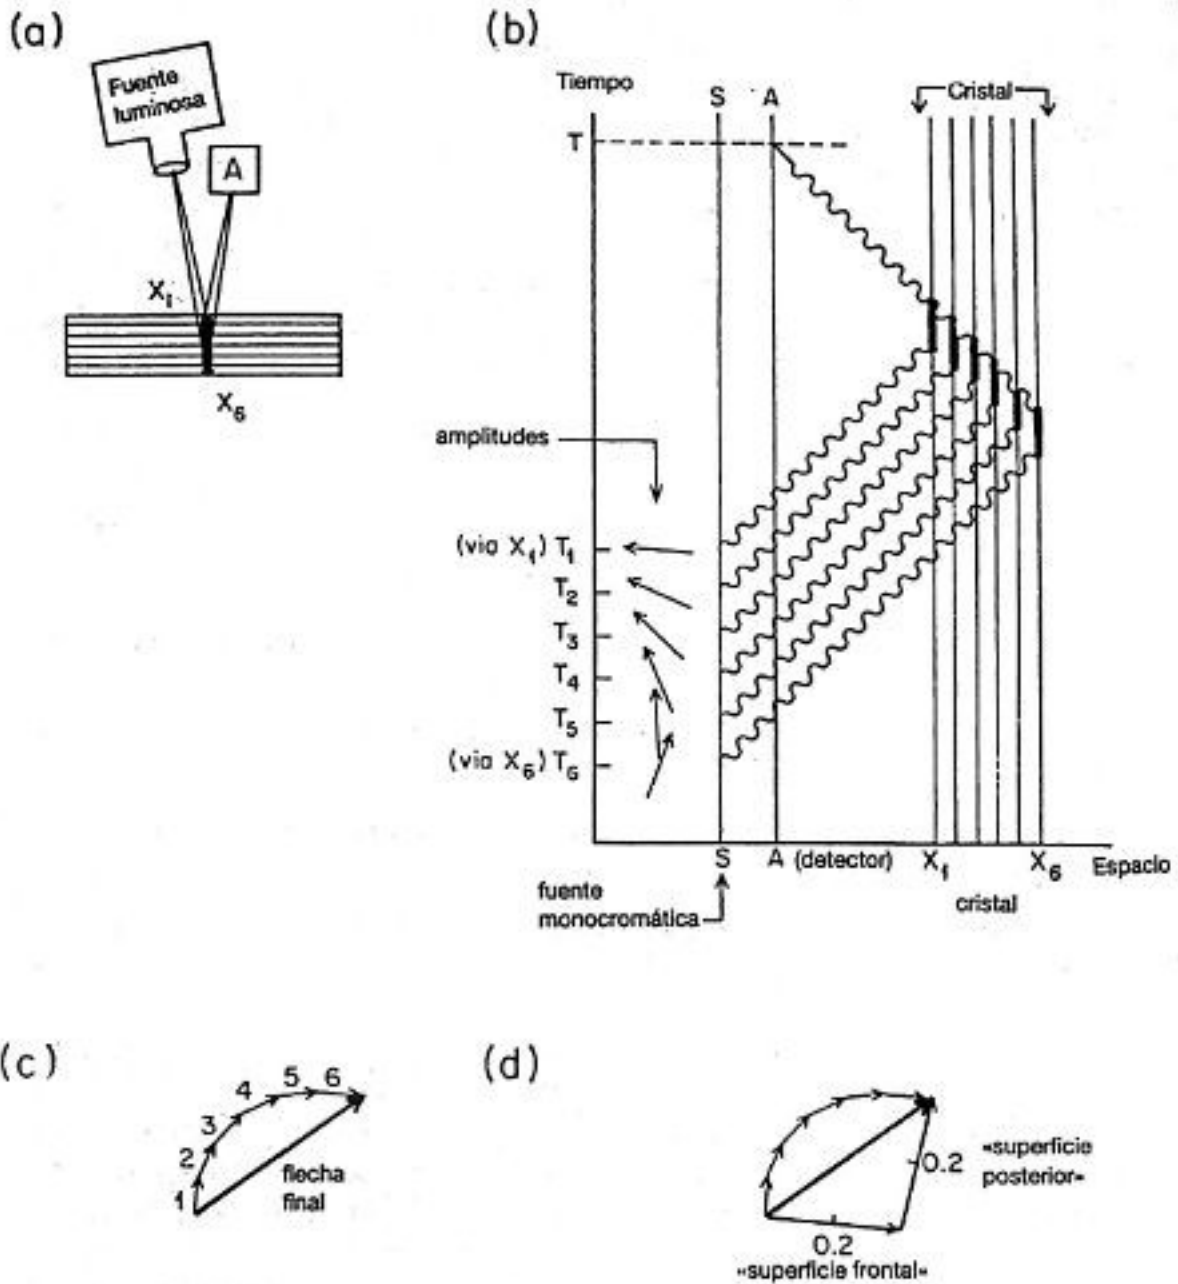 (a)
Fuente
luminosa
A
X₁
X₆
(b)
Tiempo
S A
Cristal
T
amplitudes
(via X₁) T₁
T₂
T₃
T₄
T₅
(via X₆) T₆
S A (detector) X₁ X₆ Espacio
fuente
monocromática
cristal
(c)
1
2
3
4
5
6
flecha
final
(d)
0.2
«superficie
posterior»
0.2
«superficie frontal»